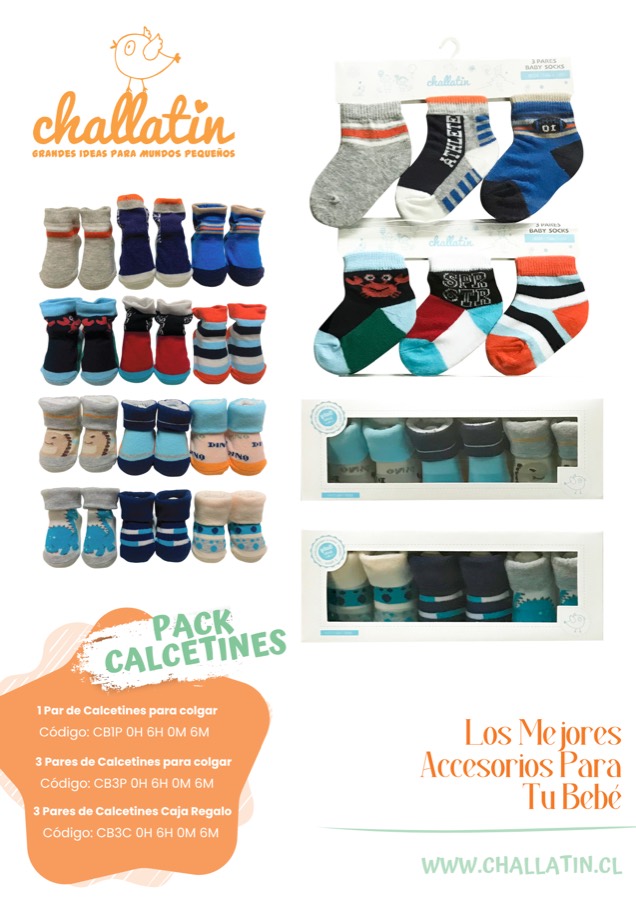 challatin
GRANDES IDEAS PARA MUNDOS PEQUEÑOS
3 PARES
BABY SOCKS
challatin
ATHLETE
01
3 PARES
BABY SOCKS
challatin
DINO
DINO
PACK
CALCETINES
1 Par de Calcetines para colgar
Código: CB1P 0H 6H 0M 6M
3 Pares de Calcetines para colgar
Código: CB3P 0H 6H 0M 6M
3 Pares de Calcetines Caja Regalo
Código: CB3C 0H 6H 0M 6M
Los Mejores
Accesorios Para
Tu Bebé
WWW.CHALLATIN.CL